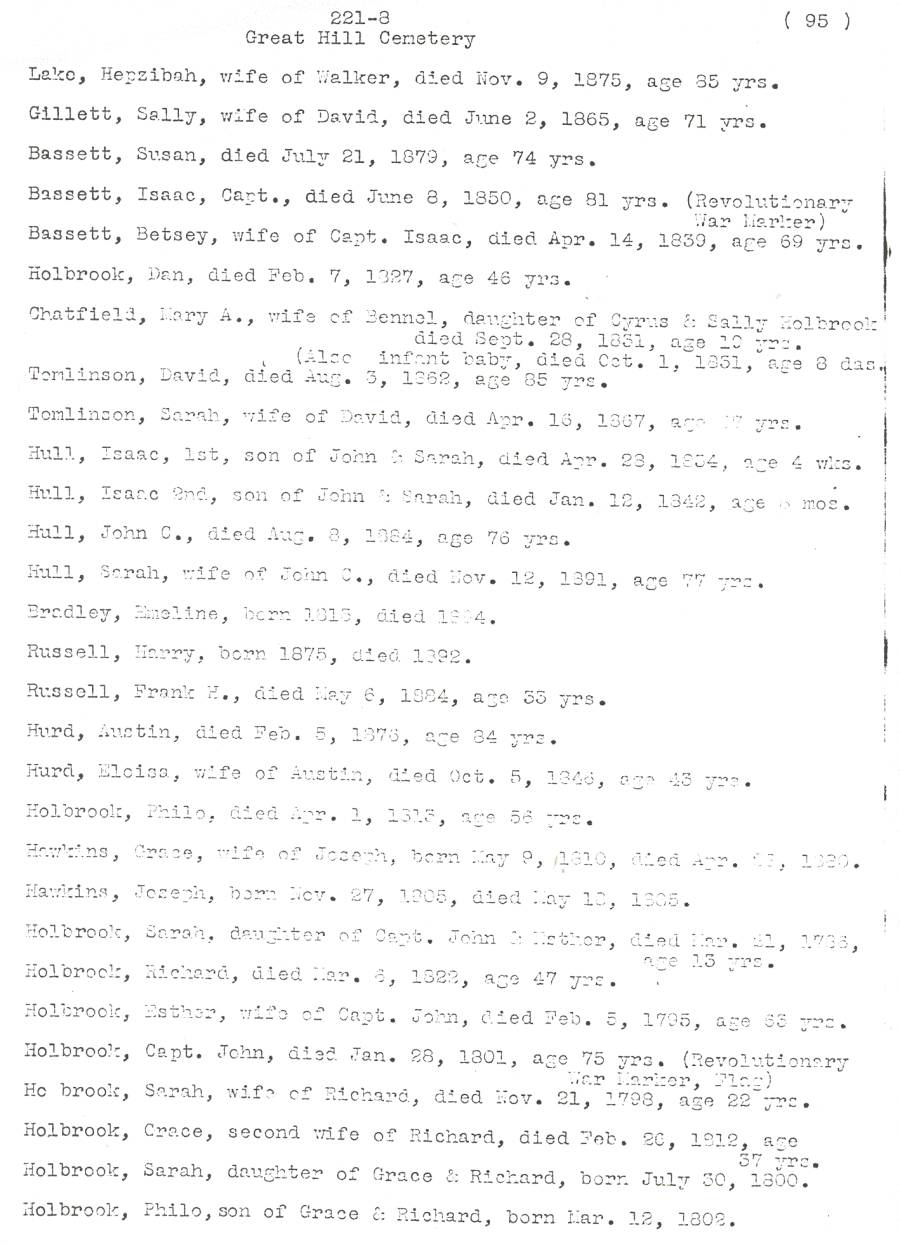 221-8
( 95 )
Great Hill Cemetery
Lake, Hepzibah, wife of Walker, died Nov. 9, 1875, age 85 yrs.
Gillett, Sally, wife of David, died June 2, 1865, age 71 yrs.
Bassett, Susan, died July 21, 1879, age 74 yrs.
Bassett, Isaac, Capt., died June 8, 1850, age 81 yrs. (Revolutionary
War Marker)
Bassett, Betsey, wife of Capt. Isaac, died Apr. 14, 1839, age 69 yrs.
Holbrook, Dan, died Feb. 7, 1827, age 46 yrs.
Chatfield, Mary A., wife of Bennel, daughter of Cyrus & Sally Holbrook
died Sept. 28, 1851, age 19 yrs.
(Also infant baby, died Oct. 1, 1851, age 8 das.
Tomlinson, David, died Aug. 3, 1862, age 85 yrs.
Tomlinson, Sarah, wife of David, died Apr. 16, 1867, age yrs.
Hull, Isaac, 1st, son of John & Sarah, died Apr. 23, 1834, age 4 wks.
Hull, Isaac 2nd, son of John & Sarah, died Jan. 12, 1842, age mos.
Hull, John C., died Aug. 8, 1884, age 76 yrs.
Hull, Sarah, wife of John C., died Nov. 12, 1891, age 77 yrs.
Bradley, Emeline, born 1815, died
Russell, Harry, born 1875, died 1892.
Russell, Frank H., died May 6, 1884, age 33 yrs.
Hurd, Austin, died Feb. 5, 1876, age 84 yrs.
Hurd, Eloisa, wife of Austin, died Oct. 5, 1846, age 43 yrs.
Holbrook, Philo, died Apr. 1, 1813, age 56 yrs.
Hawkins, Grace, wife of Joseph, born May 9, 1810, died Apr.
Hawkins, Joseph, born Nov. 27, died May
Holbrook, Sarah, daughter of Capt. John & Esther, died Mar. 21,
age 13 yrs.
Holbrook, Richard, died Mar. 6, 1822, age 47 yrs.
Holbrook, Esther, wife of Capt. John, died Feb. 5, 1795, age 63 yrs.
Holbrook, Capt. John, died Jan. 28, 1801, age 75 yrs. (Revolutionary
War Marker, Flag)
Ho brook, Sarah, wife of Richard, died Nov. 21, 1798, age 22 yrs.
Holbrook, Grace, second wife of Richard, died Feb. 26, 1812, age
37 yrs.
Holbrook, Sarah, daughter of Grace & Richard, born July 30, 1800.
Holbrook, Philo, son of Grace & Richard, born Mar. 12, 1802.